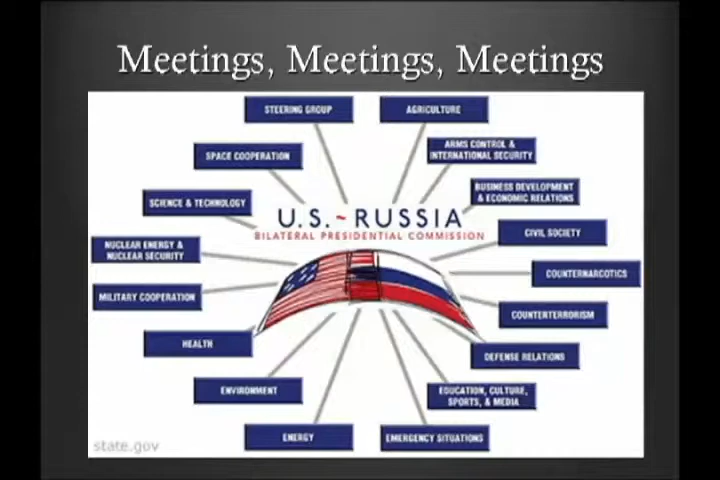 Meetings, Meetings, Meetings
STEERING GROUP
AGRICULTURE
SPACE COOPERATION
ARMS CONTROL &
INTERNATIONAL SECURITY
SCIENCE & TECHNOLOGY
BUSINESS DEVELOPMENT
& ECONOMIC RELATIONS
U.S.~RUSSIA
BILATERAL PRESIDENTIAL COMMISSION
CIVIL SOCIETY
NUCLEAR ENERGY &
NUCLEAR SECURITY
COUNTERNARCOTICS
MILITARY COOPERATION
COUNTERTERRORISM
HEALTH
DEFENSE RELATIONS
ENVIRONMENT
EDUCATION, CULTURE,
SPORTS, & MEDIA
ENERGY
EMERGENCY SITUATIONS
state.gov